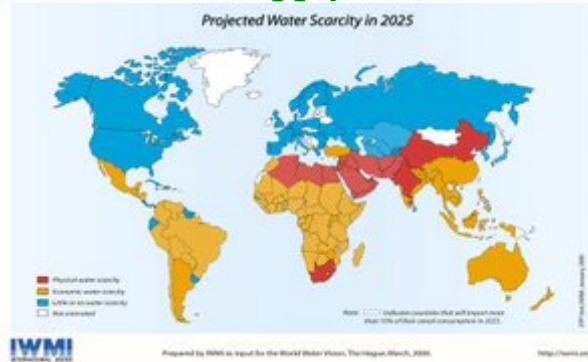 Projected Water Scarcity in 2025
Physical water scarcity
Economic water scarcity
Little or no water scarcity
Not estimated
Note: indicates countries that will import more
than 10% of their cereal consumption in 2025.
IWMI
Prepared by IWMI as input for the World Water Vision, The Hague, March, 2000.